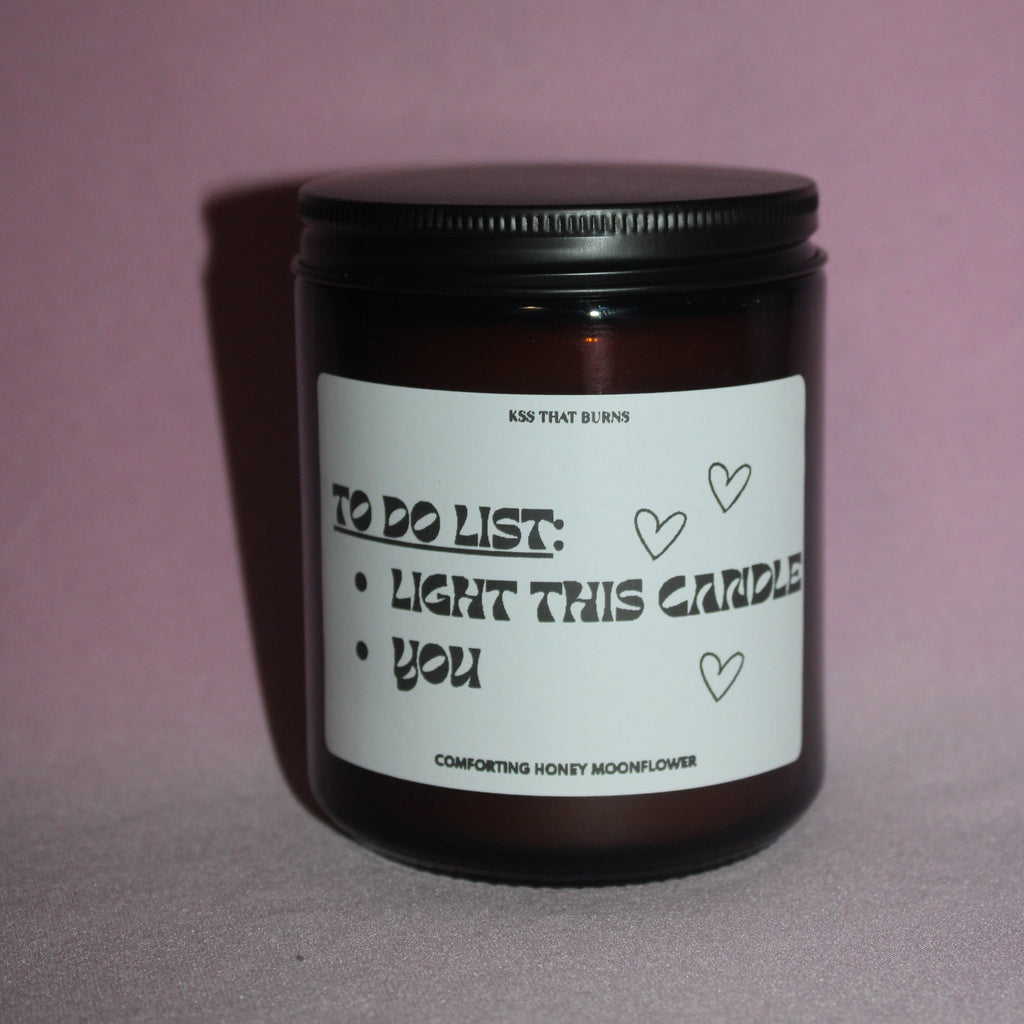 KSS THAT BURNS
TO DO LIST:
• LIGHT THIS CANDLE
• YOU
COMFORTING HONEY MOONFLOWER